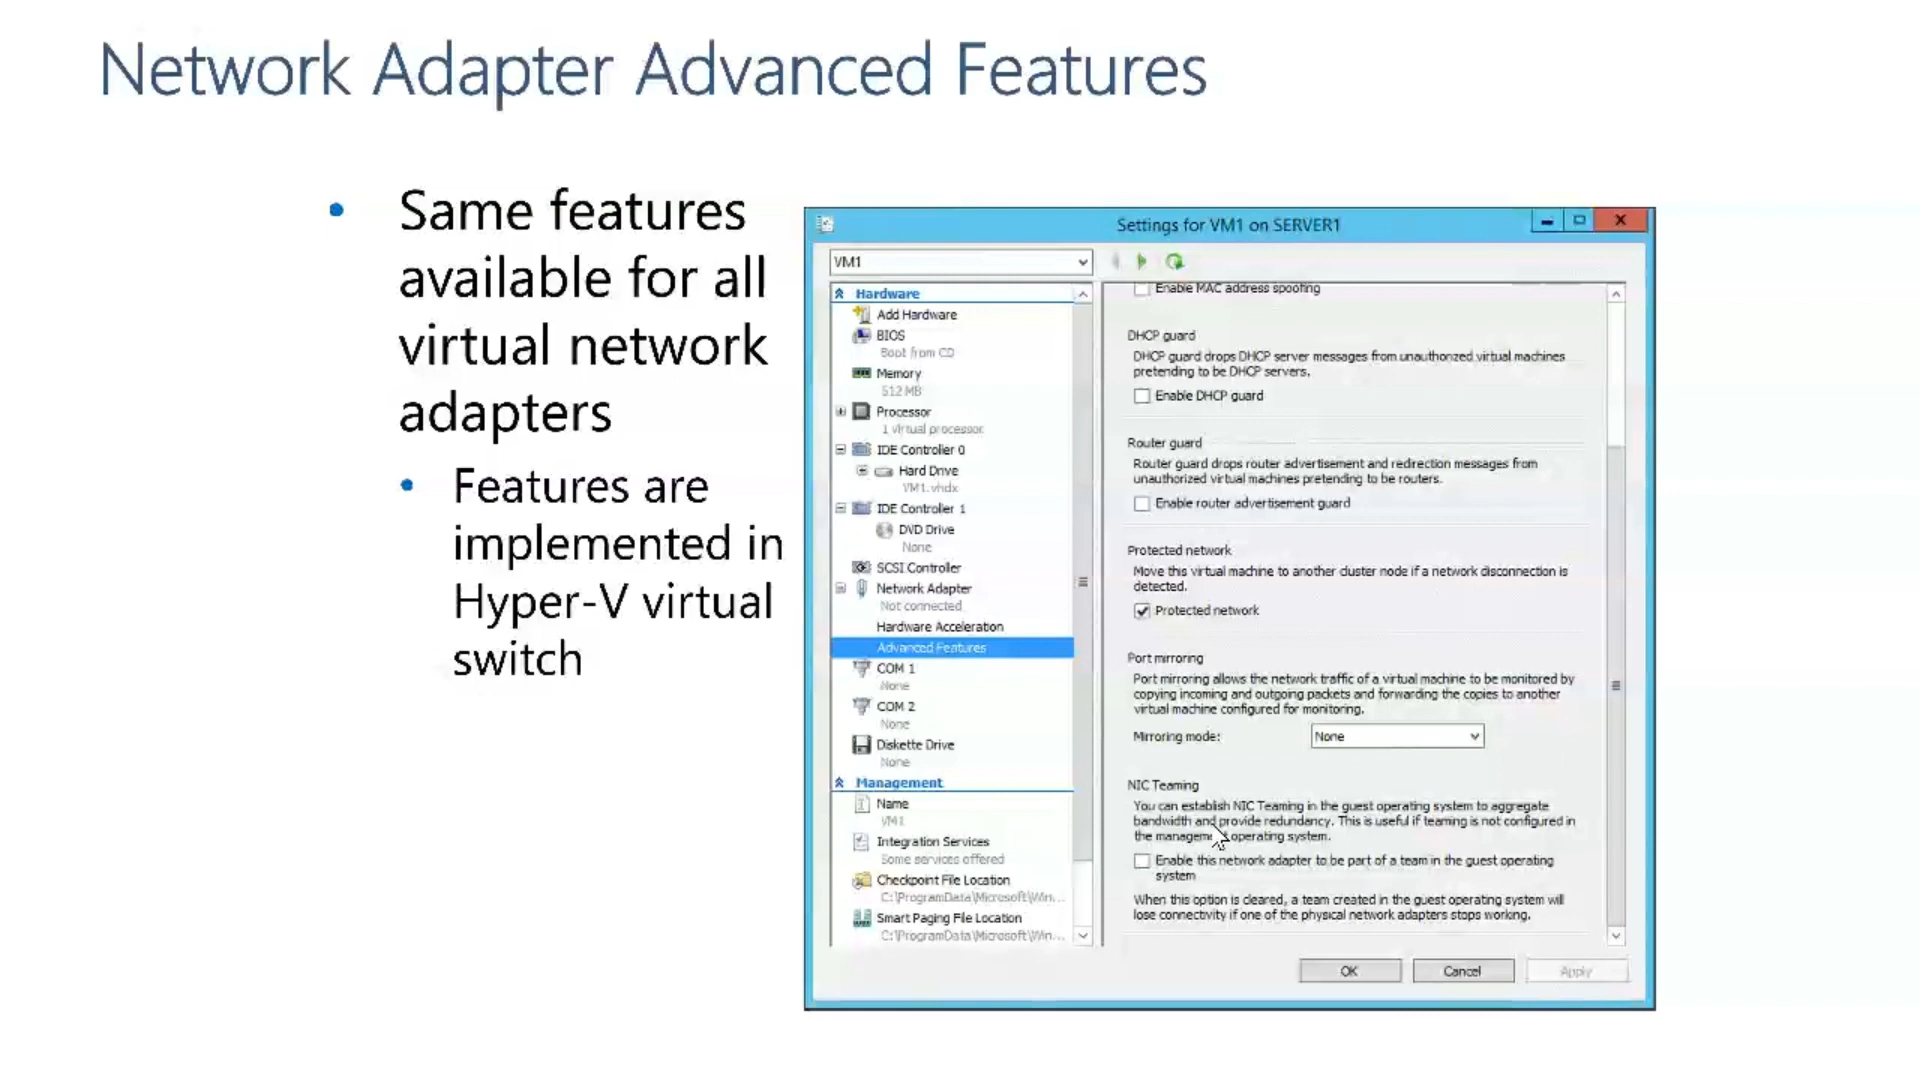 Network Adapter Advanced Features
Same features
available for all
virtual network
adapters
Features are
implemented in
Hyper-V virtual
switch
Settings for VM1 on SERVER1
VM1
Hardware
Add Hardware
BIOS
Boot from CD
Memory
512 MB
Processor
1 Virtual processor
IDE Controller 0
Hard Drive
VM1.vhdx
IDE Controller 1
DVD Drive
None
SCSI Controller
Network Adapter
Not connected
Hardware Acceleration
Advanced Features
COM 1
None
COM 2
None
Diskette Drive
None
Management
Name
VM1
Integration Services
Some services offered
Checkpoint File Location
C:\ProgramData\Microsoft\Win...
Smart Paging File Location
C:\ProgramData\Microsoft\Win...
Enable MAC address spoofing
DHCP guard
DHCP guard drops DHCP server messages from unauthorized virtual machines
pretending to be DHCP servers.
Enable DHCP guard
Router guard
Router guard drops router advertisement and redirection messages from
unauthorized virtual machines pretending to be routers.
Enable router advertisement guard
Protected network
Move this virtual machine to another cluster node if a network disconnection is
detected.
Protected network
Port mirroring
Port mirroring allows the network traffic of a virtual machine to be monitored by
copying incoming and outgoing packets and forwarding the copies to another
virtual machine configured for monitoring.
Mirroring mode:
None
NIC Teaming
You can establish NIC Teaming in the guest operating system to aggregate
bandwidth and provide redundancy. This is useful if teaming is not configured in
the management operating system.
Enable this network adapter to be part of a team in the guest operating
system
When this option is cleared, a team created in the guest operating system will
lose connectivity if one of the physical network adapters stops working.
OK
Cancel
Apply